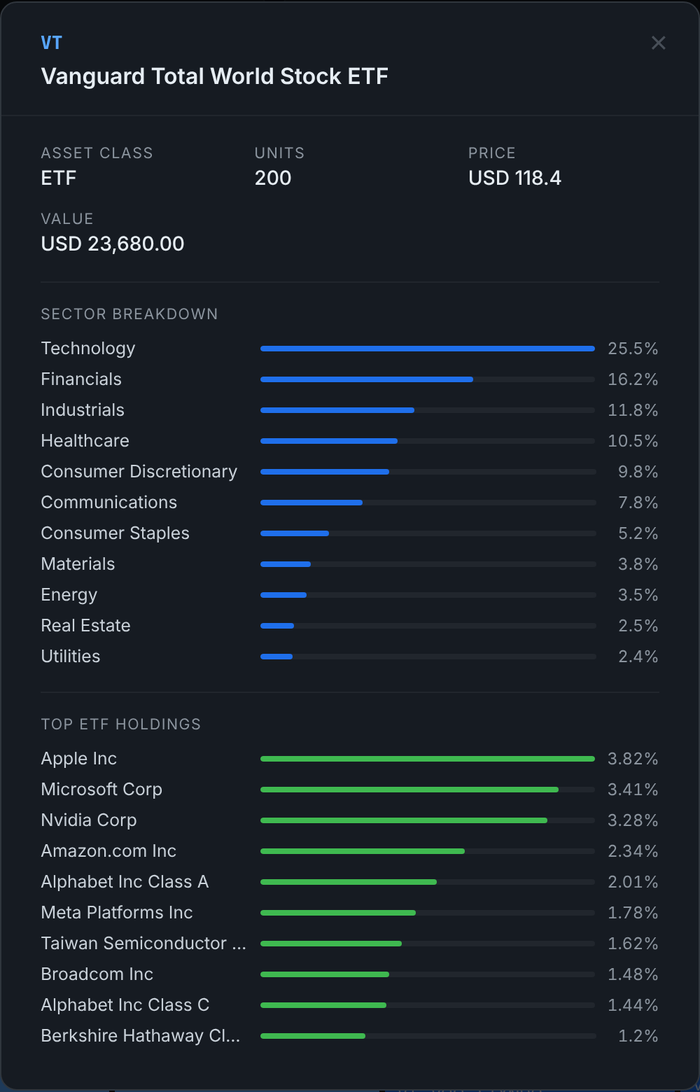 VT
Vanguard Total World Stock ETF
ASSET CLASS UNITS PRICE
ETF 200 USD 118.4
VALUE
USD 23,680.00
SECTOR BREAKDOWN
Technology 25.5%
Financials 16.2%
Industrials 11.8%
Healthcare 10.5%
Consumer Discretionary 9.8%
Communications 7.8%
Consumer Staples 5.2%
Materials 3.8%
Energy 3.5%
Real Estate 2.5%
Utilities 2.4%
TOP ETF HOLDINGS
Apple Inc 3.82%
Microsoft Corp 3.41%
Nvidia Corp 3.28%
Amazon.com Inc 2.34%
Alphabet Inc Class A 2.01%
Meta Platforms Inc 1.78%
Taiwan Semiconductor ... 1.62%
Broadcom Inc 1.48%
Alphabet Inc Class C 1.44%
Berkshire Hathaway Cl... 1.2%